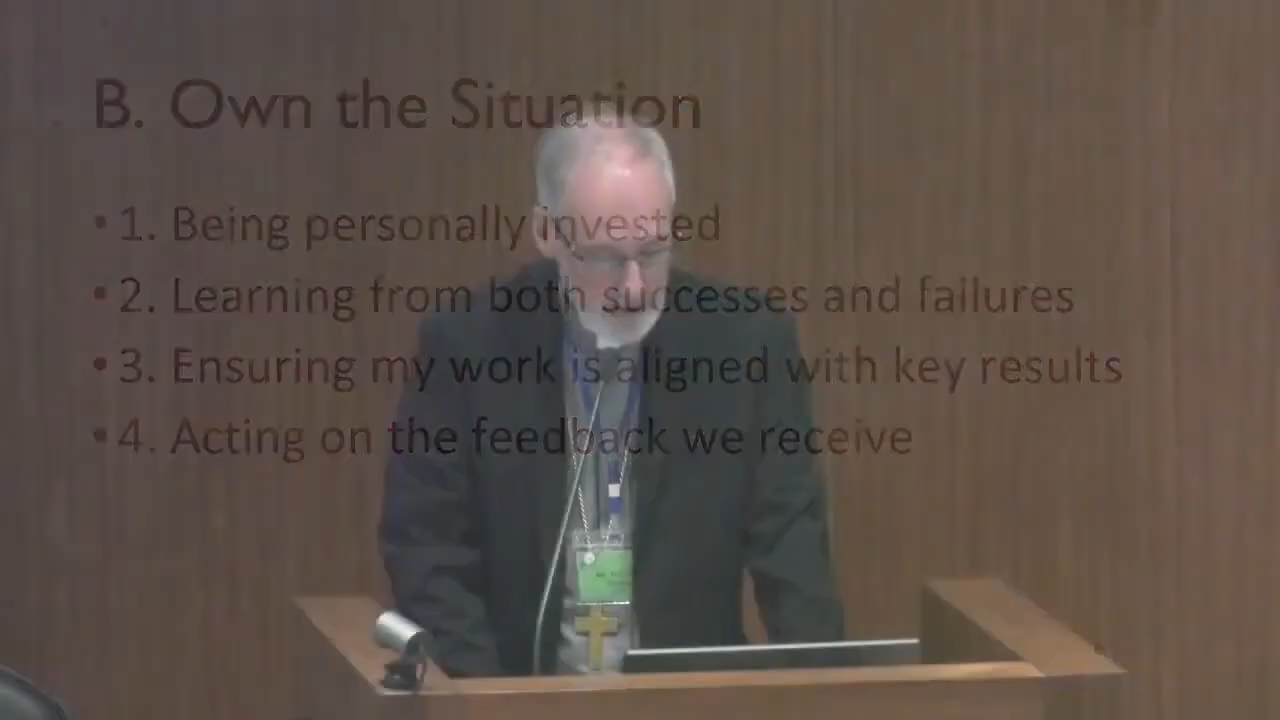 B. Own the Situation
• 1. Being personally invested
• 2. Learning from both successes and failures
• 3. Ensuring my work is aligned with key results
• 4. Acting on the feedback we receive